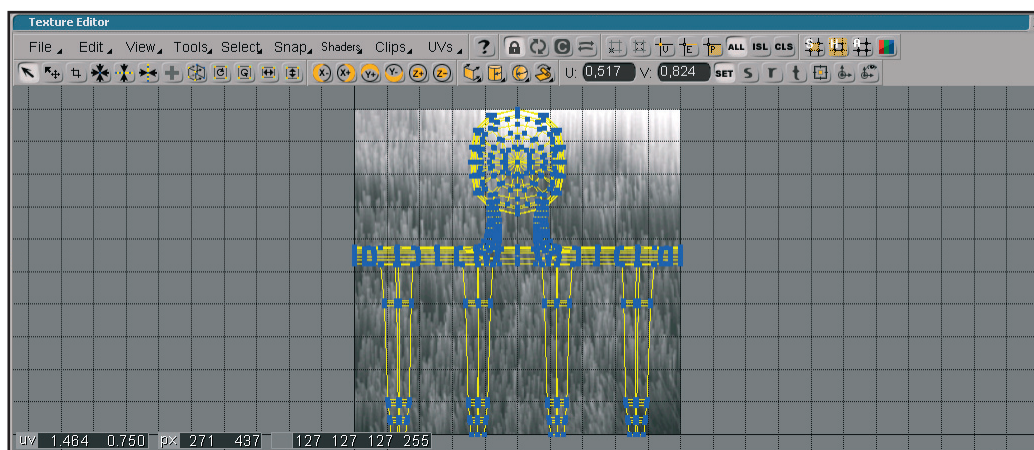 Texture Editor
File Edit View Tools Select Snap Shaders Clips UVs ? C U E P ALL ISL CLS
X- X+ Y+ Y- Z+ Z- U: 0,517 V: 0,824 SET s r t
uv 1.464 0.750 px 271 437 127 127 127 255